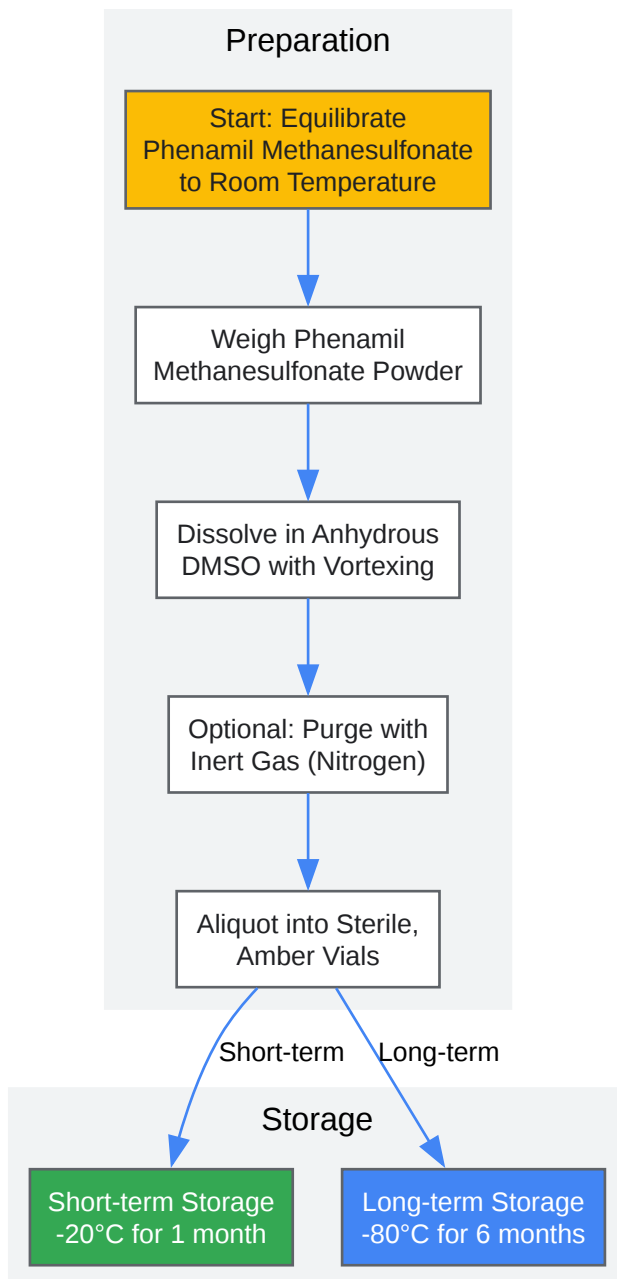 Preparation
Start: Equilibrate
Phenamil Methanesulfonate
to Room Temperature
Weigh Phenamil
Methanesulfonate Powder
Dissolve in Anhydrous
DMSO with Vortexing
Optional: Purge with
Inert Gas (Nitrogen)
Aliquot into Sterile,
Amber Vials
Short-term
Long-term
Storage
Short-term Storage
-20°C for 1 month
Long-term Storage
-80°C for 6 months